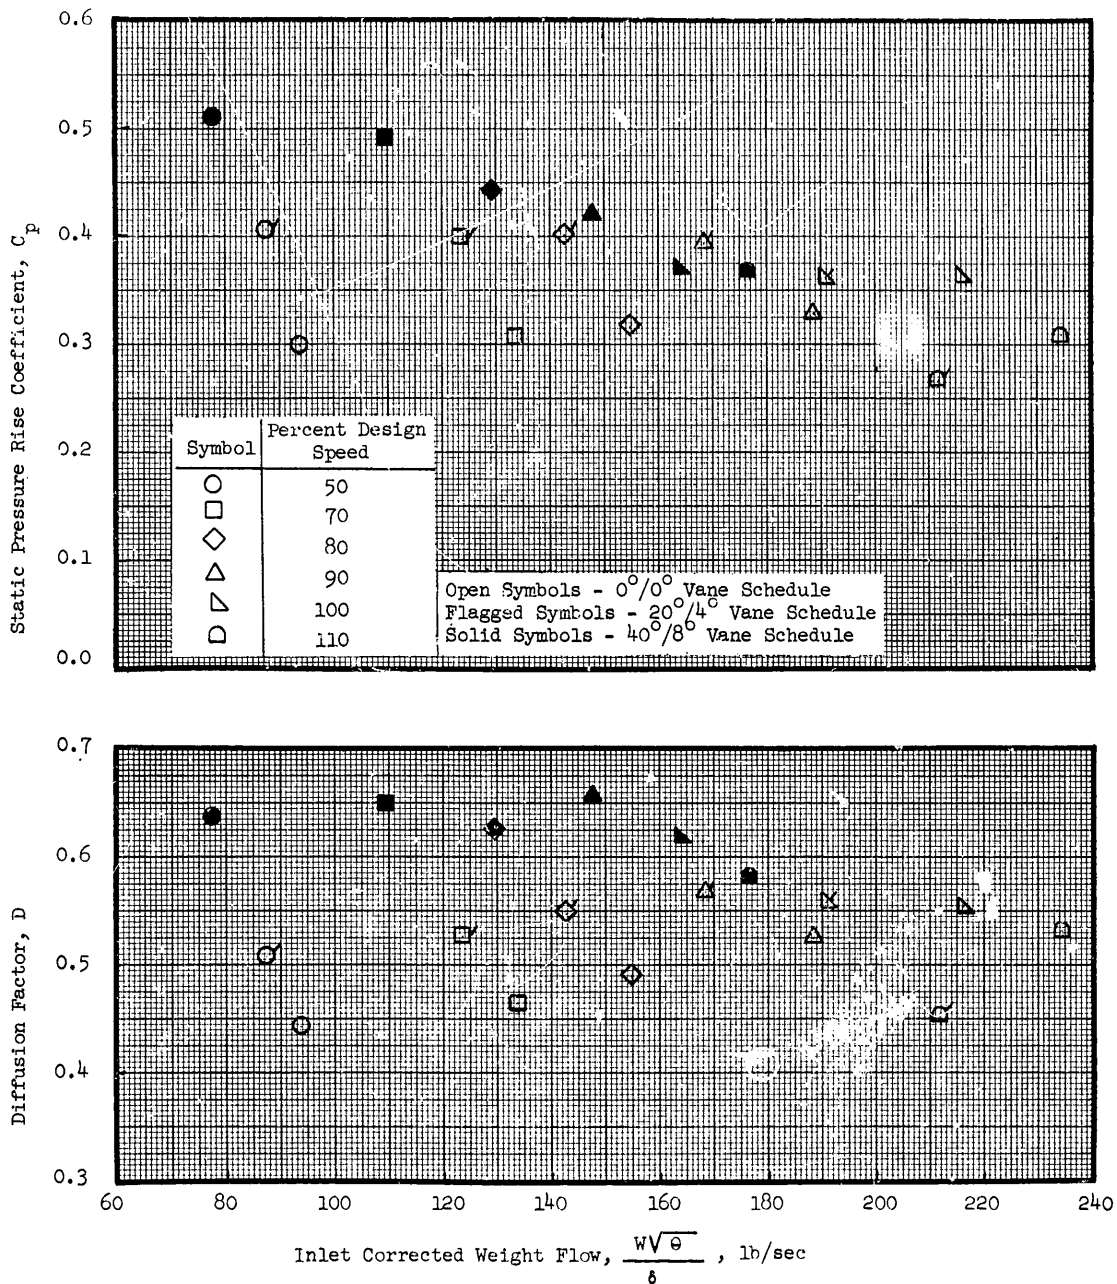 0.6
0.5
0.4
0.3
0.2
0.1
0.0
Static Pressure Rise Coefficient, Cp
Symbol
Percent Design
Speed
50
70
80
90
100
110
Open Symbols - 0°/0° Vane Schedule
Flagged Symbols - 20°/4° Vane Schedule
Solid Symbols - 40°/8° Vane Schedule
0.7
0.6
0.5
0.4
0.3
Diffusion Factor, D
60 80 100 120 140 160 180 200 220 240
Inlet Corrected Weight Flow, W√θ/δ , lb/sec